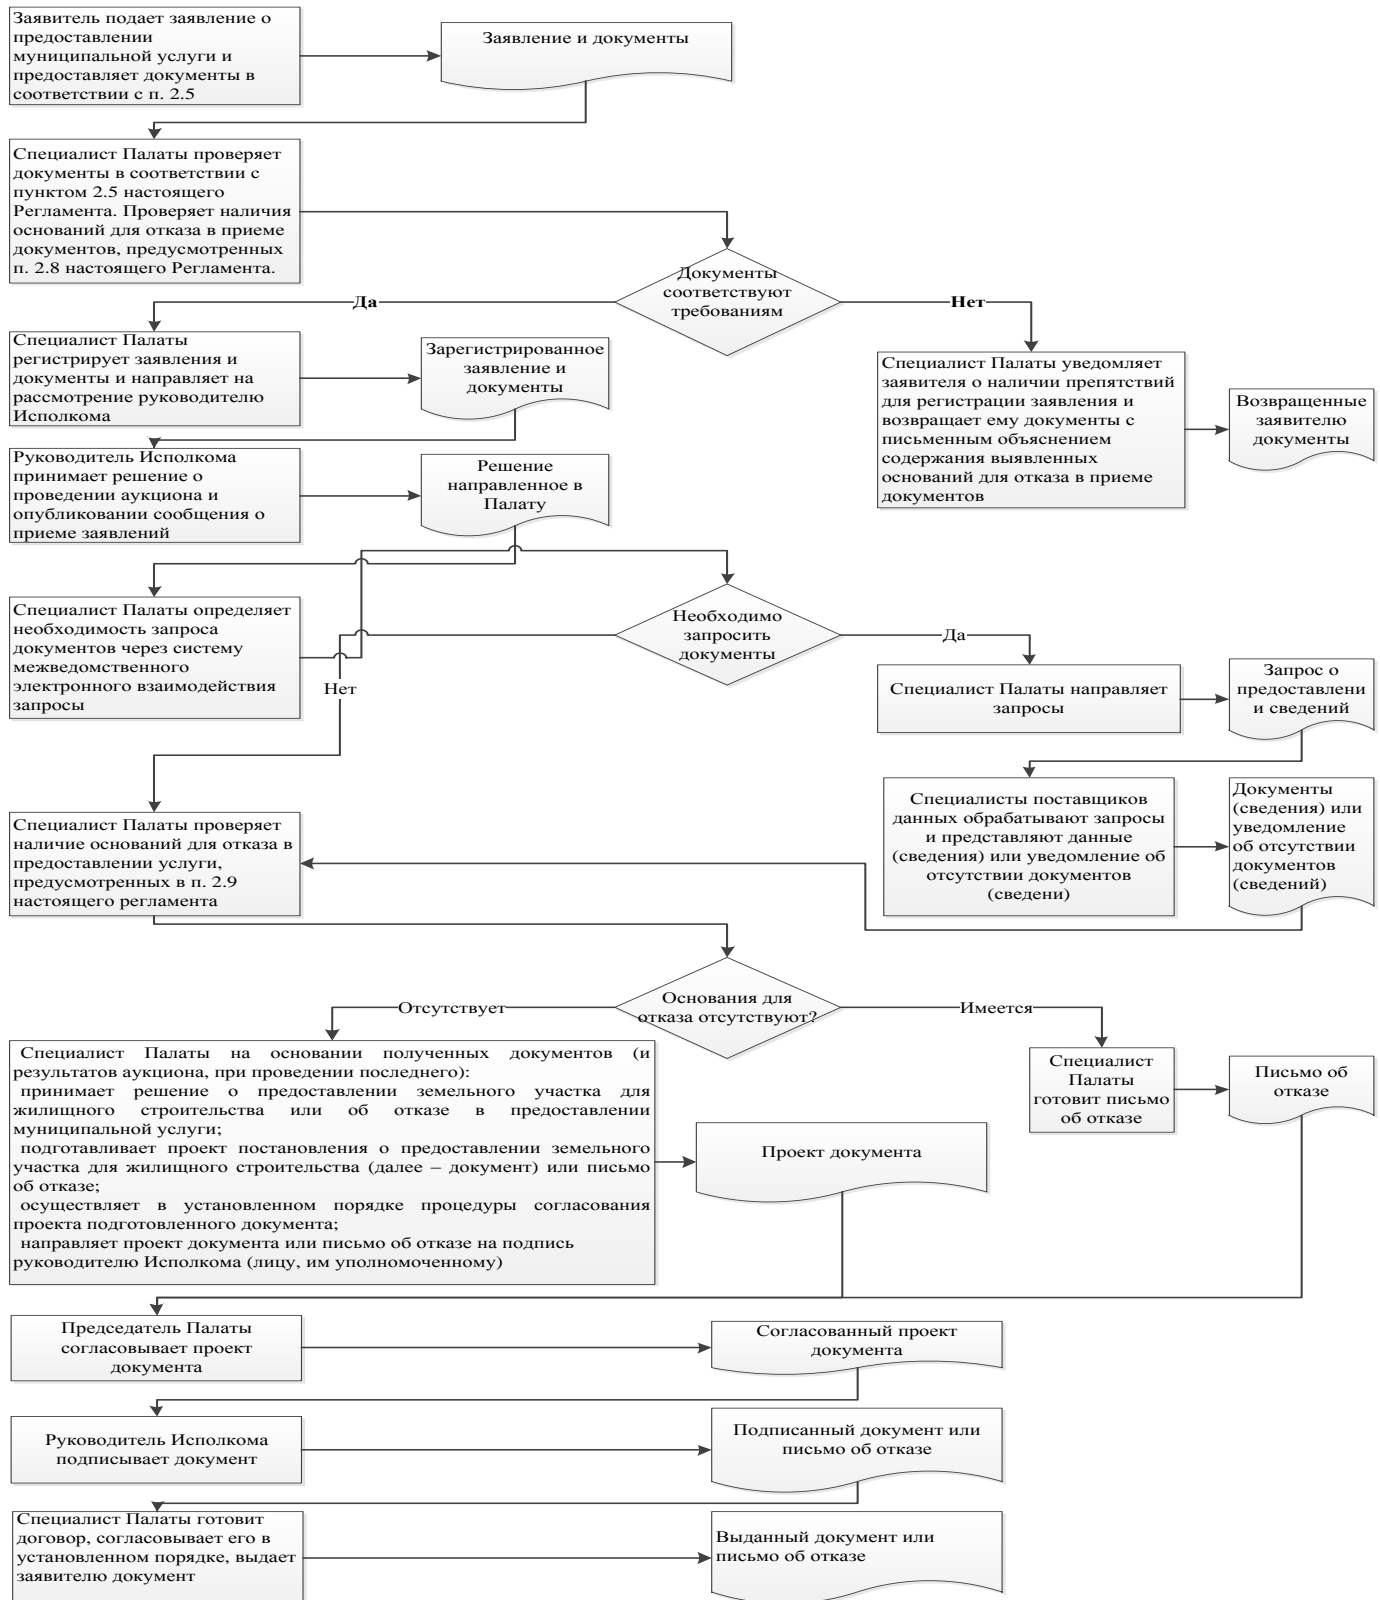 Заявитель подает заявление о
предоставлении
муниципальной услуги и
предоставляет документы в
соответствии с п. 2.5
Заявление и документы
Специалист Палаты проверяет
документы в соответствии с
пунктом 2.5 настоящего
Регламента. Проверяет наличия
оснований для отказа в приеме
документов, предусмотренных
п. 2.8 настоящего Регламента.
Документы
соответствуют
требованиям
Да
Нет
Специалист Палаты
регистрирует заявления и
документы и направляет на
рассмотрение руководителю
Исполкома
Зарегистрированное
заявление и
документы
Специалист Палаты уведомляет
заявителя о наличии препятствий
для регистрации заявления и
возвращает ему документы с
письменным объяснением
содержания выявленных
оснований для отказа в приеме
документов
Возвращенные
заявителю
документы
Руководитель Исполкома
принимает решение о
проведении аукциона и
опубликовании сообщения о
приеме заявлений
Решение
направленное в
Палату
Специалист Палаты определяет
необходимость запроса
документов через систему
межведомственного
электронного взаимодействия
запросы
Необходимо
запросить
документы
Да
Нет
Специалист Палаты направляет
запросы
Запрос о
предоставлени
и сведений
Специалисты поставщиков
данных обрабатывают запросы
и представляют данные
(сведения) или уведомление об
отсутствии документов
(сведени)
Документы
(сведения) или
уведомление
об отсутствии
документов
(сведений)
Специалист Палаты проверяет
наличие оснований для отказа в
предоставлении услуги,
предусмотренных в п. 2.9
настоящего регламента
Основания для
отказа отсутствуют?
Отсутствует
Имеется
Специалист Палаты на основании полученных документов (и
результатов аукциона, при проведении последнего):
принимает решение о предоставлении земельного участка для
жилищного строительства или об отказе в предоставлении
муниципальной услуги;
подготавливает проект постановления о предоставлении земельного
участка для жилищного строительства (далее – документ) или письмо
об отказе;
осуществляет в установленном порядке процедуры согласования
проекта подготовленного документа;
направляет проект документа или письмо об отказе на подпись
руководителю Исполкома (лицу, им уполномоченному)
Проект документа
Специалист
Палаты
готовит письмо
об отказе
Письмо об
отказе
Председатель Палаты
согласовывает проект
документа
Согласованный проект
документа
Руководитель Исполкома
подписывает документ
Подписанный документ или
письмо об отказе
Специалист Палаты готовит
договор, согласовывает его в
установленном порядке, выдает
заявителю документ
Выданный документ или
письмо об отказе